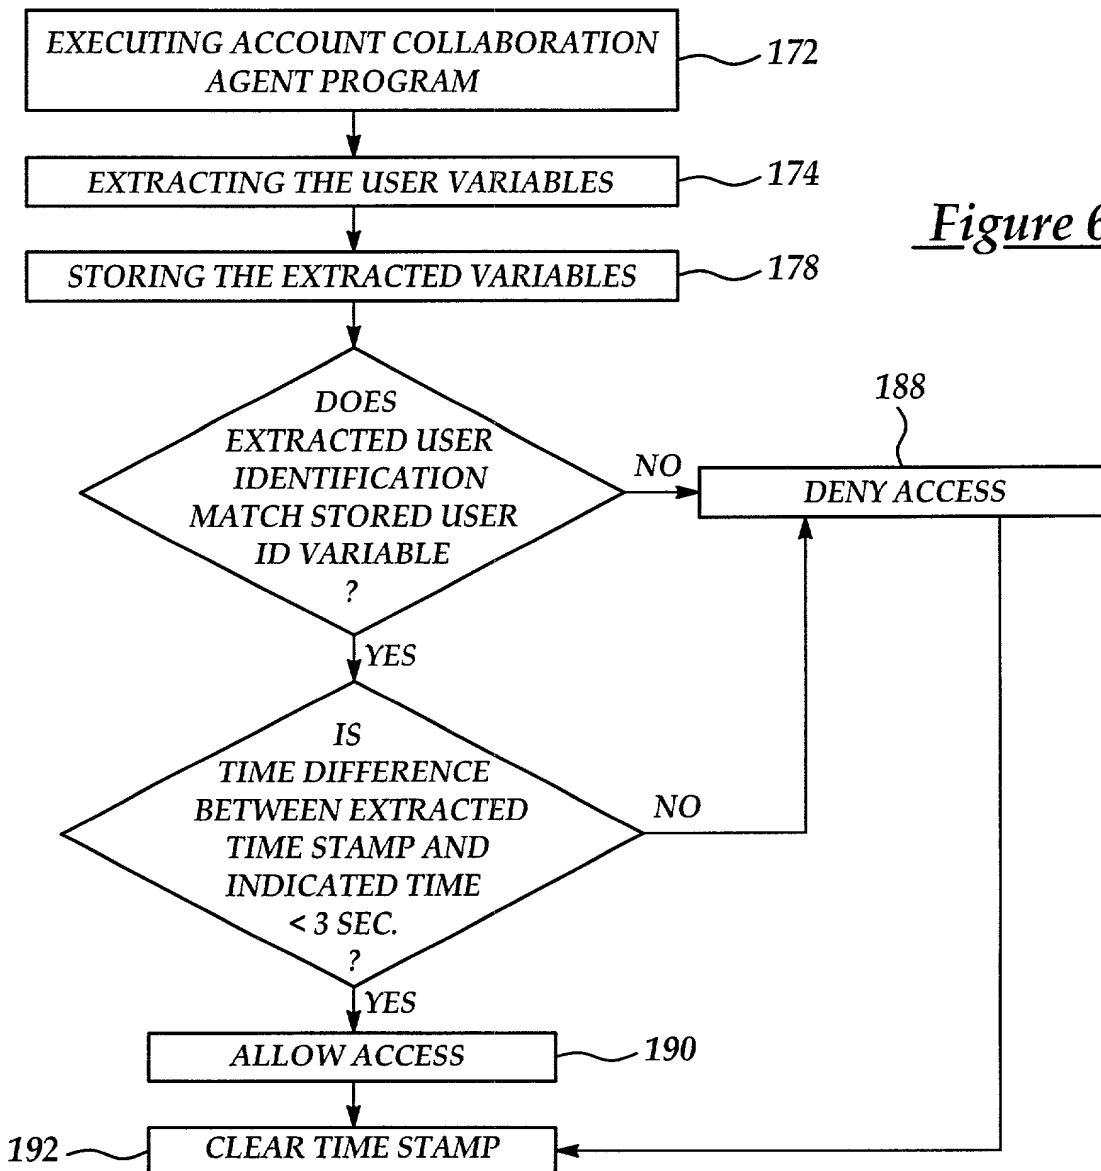 EXECUTING ACCOUNT COLLABORATION
AGENT PROGRAM
172
EXTRACTING THE USER VARIABLES
174
Figure 6
STORING THE EXTRACTED VARIABLES
178
DOES
EXTRACTED USER
IDENTIFICATION
MATCH STORED USER
ID VARIABLE
?
NO
188
DENY ACCESS
YES
IS
TIME DIFFERENCE
BETWEEN EXTRACTED
TIME STAMP AND
INDICATED TIME
< 3 SEC.
?
NO
YES
ALLOW ACCESS
190
192
CLEAR TIME STAMP